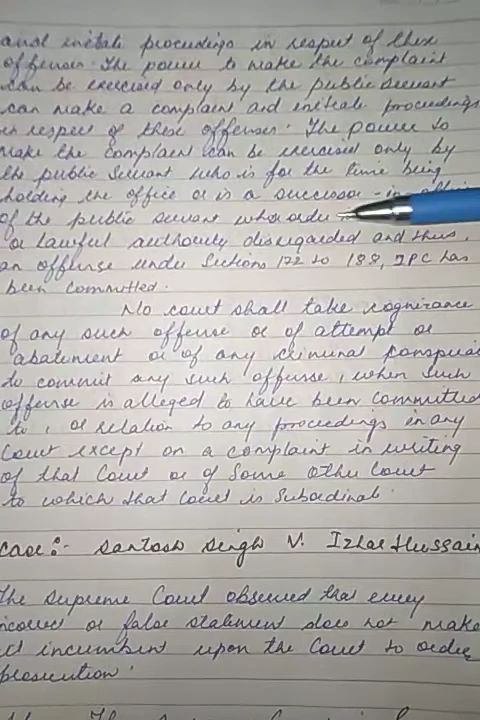 and initate proceedings in respect of these
offenses. The power to make the complaint
can be exercised only by the public servant
can make a complaint and initiate proceedings
in respect of these offenses. The power to
make the complaint can be exercised only by
the public servant who is for the time being
holding the office or is a successor-in-
of the public servant whose order
or lawful authority disregarded and thus,
an offense under Sections 172 to 188, IPC has
been committed.
No court shall take cognizance
of any such offense or of attempt or
abatement or of any criminal conspira
to commit any such offense, when such
offense is alleged to have been committed
to, or relation to any proceedings in any
Court except on a complaint in writing
of that Court or of Some other Court
to which that Court is Subordinat.
Case:- Santosh Singh V. Izhar Hussain
The Supreme Court observed that every
incorrect or false statement does not make
it incumbent upon the Court to order
prosecution.